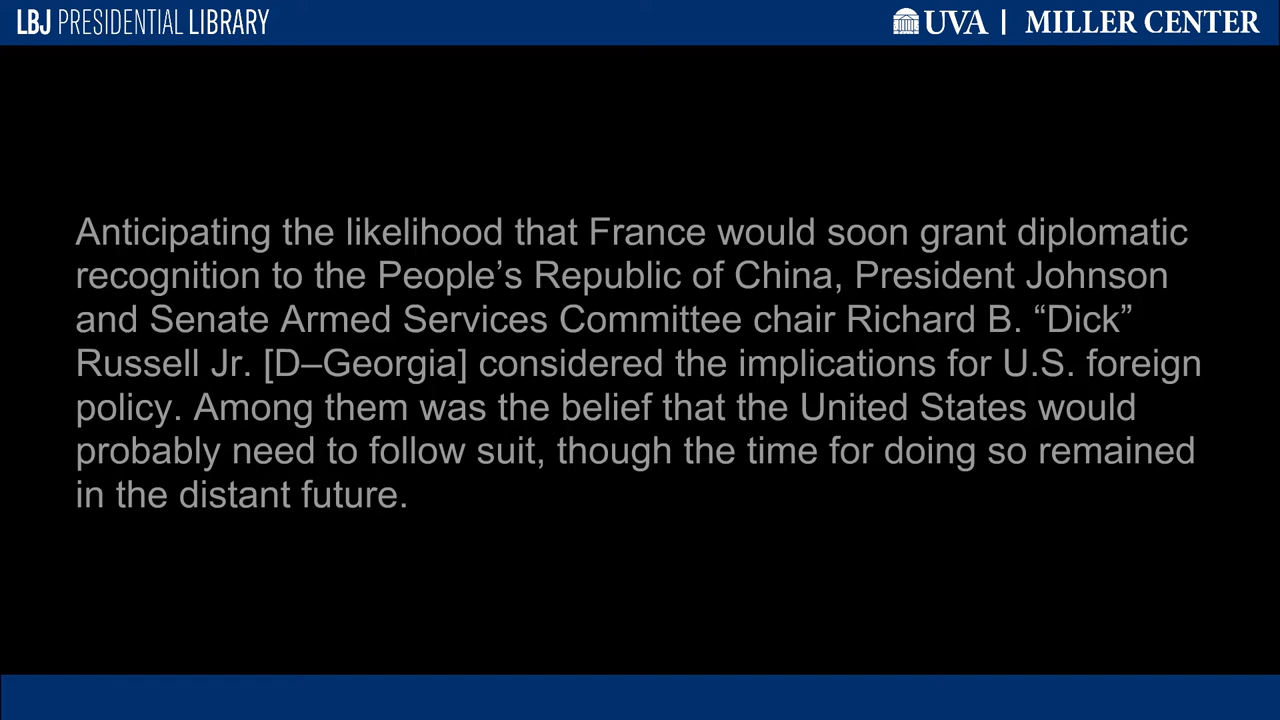 LBJ PRESIDENTIAL LIBRARY
UVA | MILLER CENTER
Anticipating the likelihood that France would soon grant diplomatic
recognition to the People’s Republic of China, President Johnson
and Senate Armed Services Committee chair Richard B. “Dick”
Russell Jr. [D–Georgia] considered the implications for U.S. foreign
policy. Among them was the belief that the United States would
probably need to follow suit, though the time for doing so remained
in the distant future.